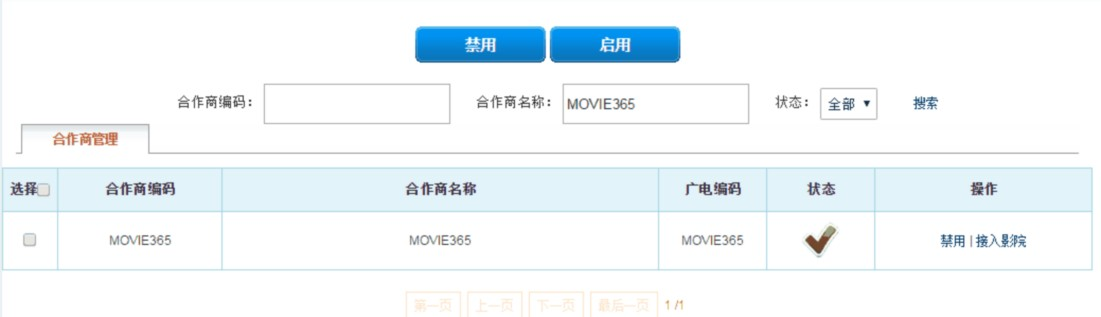 禁用 启用
合作商编码： 合作商名称： MOVIE365 状态： 全部 搜索
合作商管理
选择 合作商编码 合作商名称 广电编码 状态 操作
MOVIE365 MOVIE365 MOVIE365 禁用 | 接入影院
第一页 上一页 下一页 最后一页 1 /1